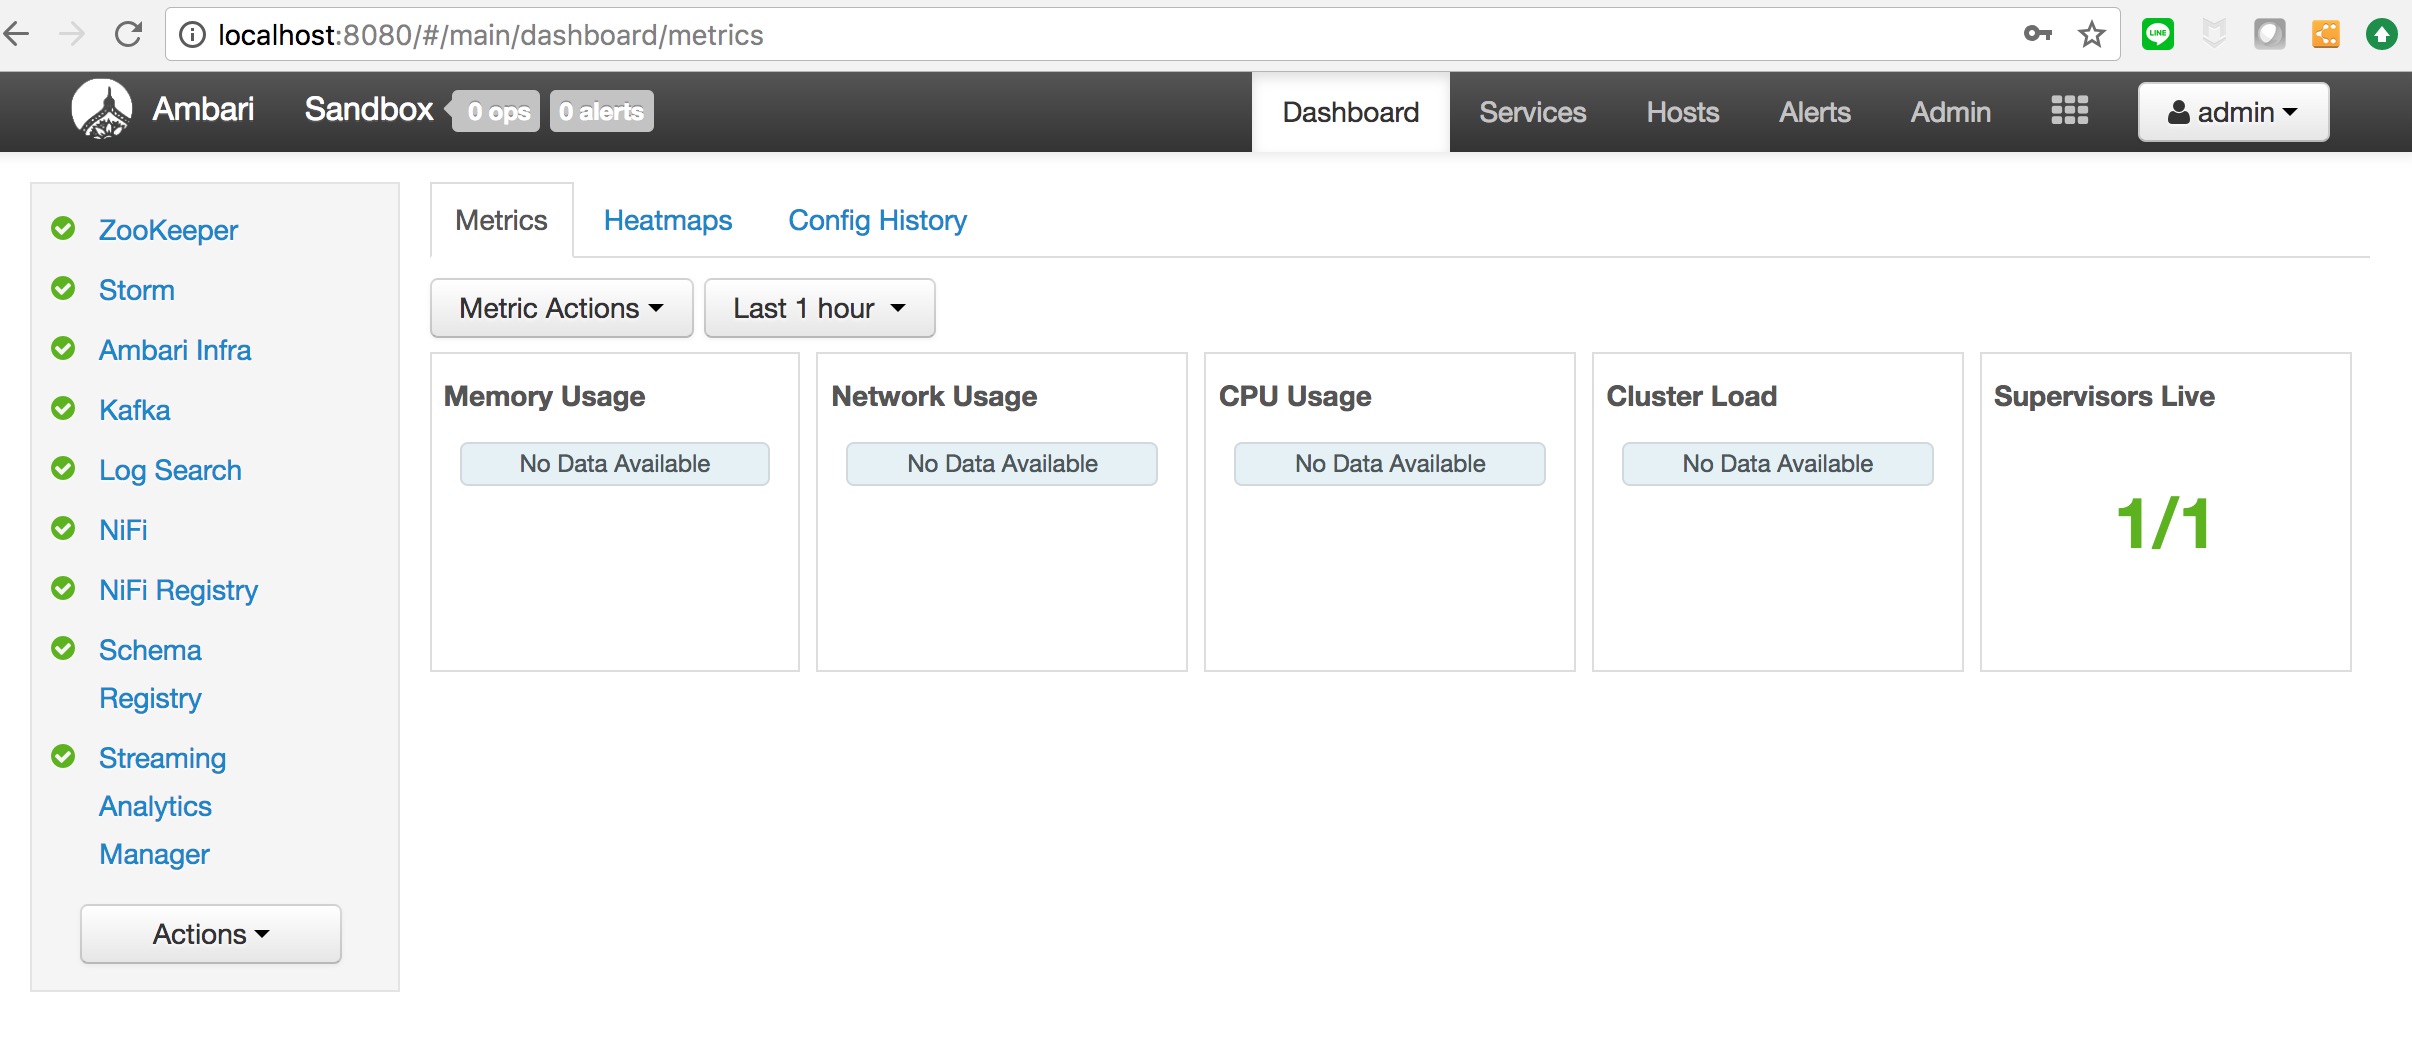 localhost:8080/#/main/dashboard/metrics
LINE
Ambari Sandbox 0 ops 0 alerts Dashboard Services Hosts Alerts Admin admin
ZooKeeper
Storm
Ambari Infra
Kafka
Log Search
NiFi
NiFi Registry
Schema
Registry
Streaming
Analytics
Manager
Actions
Metrics Heatmaps Config History
Metric Actions Last 1 hour
Memory Usage
No Data Available
Network Usage
No Data Available
CPU Usage
No Data Available
Cluster Load
No Data Available
Supervisors Live
1/1